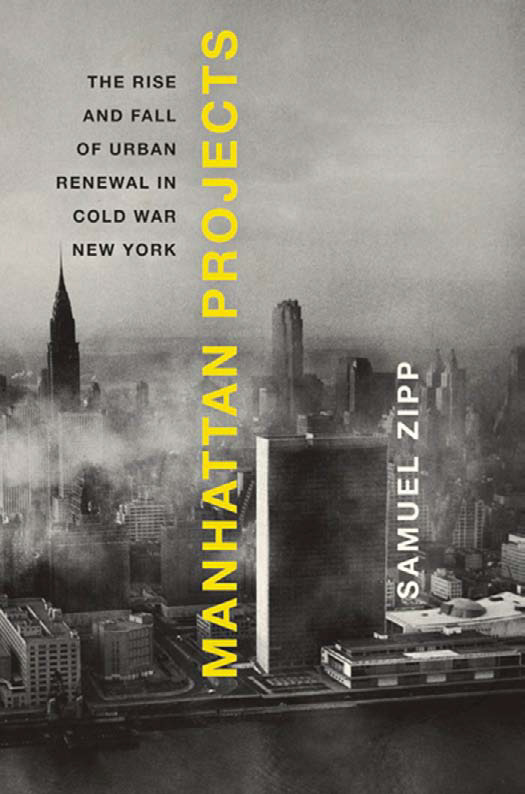 THE RISE
AND FALL
OF URBAN
RENEWAL IN
COLD WAR
NEW YORK
MANHATTAN PROJECTS
SAMUEL ZIPP